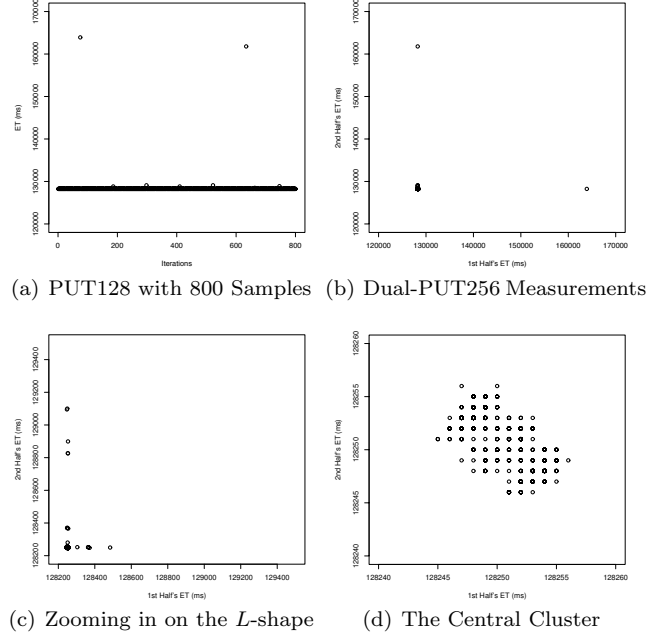 170000
160000
150000
140000
130000
120000
ET (ms)
0 200 400 600 800
Iterations
(a) PUT128 with 800 Samples
170000
160000
150000
140000
130000
120000
2nd Half's ET (ms)
120000 130000 140000 150000 160000 170000
1st Half's ET (ms)
(b) Dual-PUT256 Measurements
129400
129200
129000
128800
128600
128400
128200
2nd Half's ET (ms)
128200 128400 128600 128800 129000 129200 129400
1st Half's ET (ms)
(c) Zooming in on the L-shape
128260
128255
128250
128245
128240
2nd Half's ET (ms)
128240 128245 128250 128255 128260
1st Half's ET (ms)
(d) The Central Cluster